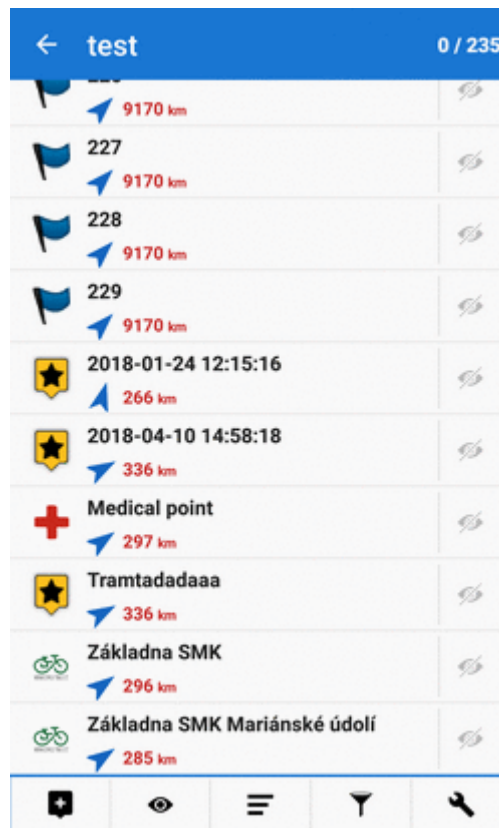 test
0 / 235
9170 km
227
9170 km
228
9170 km
229
9170 km
2018-01-24 12:15:16
266 km
2018-04-10 14:58:18
336 km
Medical point
297 km
Tramtadadaaa
336 km
Základna SMK
296 km
Základna SMK Mariánské údolí
285 km